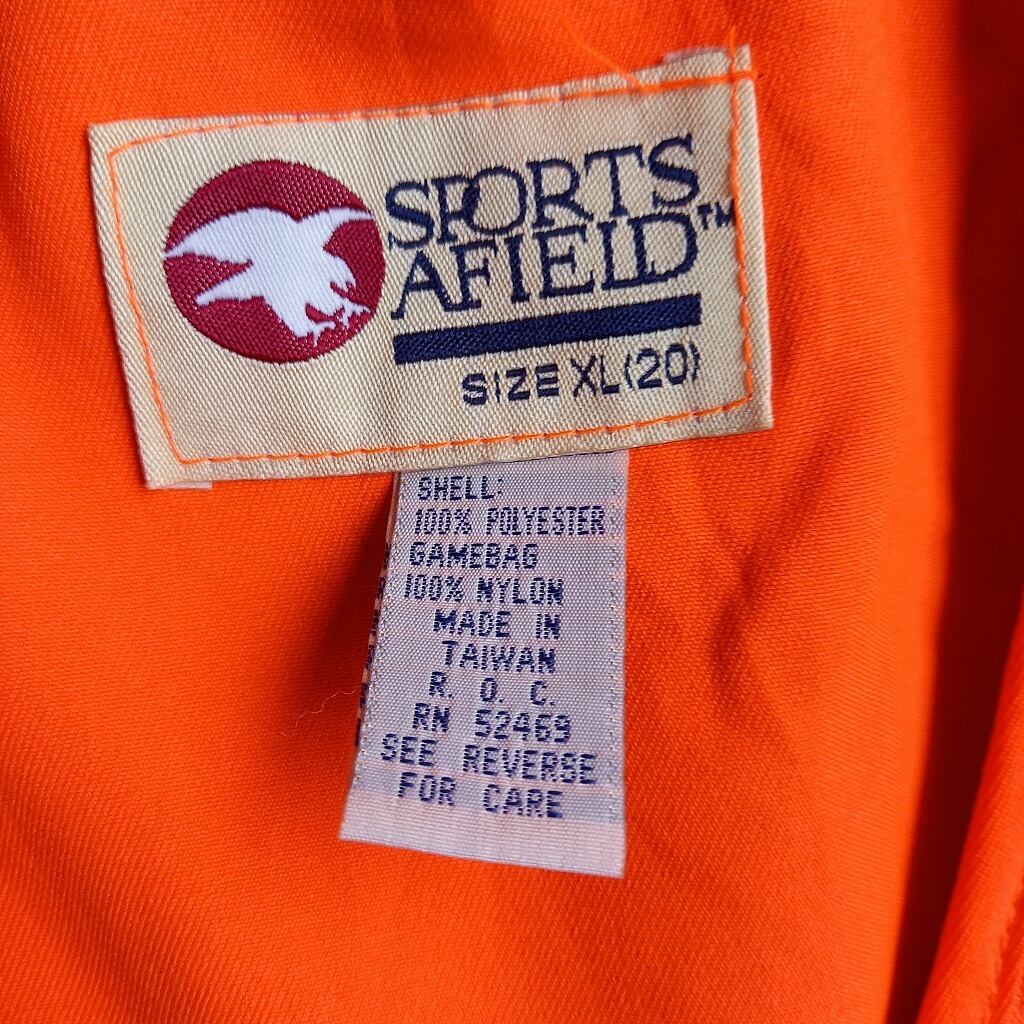 SPORTS
AFIELD™
SIZE XL(20)
SHELL:
100% POLYESTER
GAMEBAG
100% NYLON
MADE IN
TAIWAN
R. O. C.
RN 52469
SEE REVERSE
FOR CARE